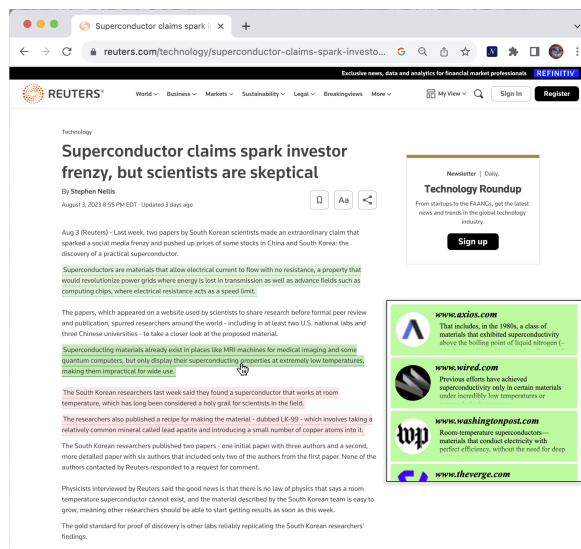 Superconductor claims spark in
reuters.com/technology/superconductor-claims-spark-investo...
Exclusive news, data and analytics for financial market professionals REFINITIV
REUTERS®
World Business Markets Sustainability Legal Breakingviews More
My View Sign In Register
Technology
Superconductor claims spark investor
frenzy, but scientists are skeptical
By Stephen Nellis
August 3, 2023 8:55 PM EDT · Updated 3 days ago
Aa
Aug 3 (Reuters) - Last week, two papers by South Korean scientists made an extraordinary claim that
sparked a social media frenzy and pushed up prices of some stocks in China and South Korea: the
discovery of a practical superconductor.
Superconductors are materials that allow electrical current to flow with no resistance, a property that
would revolutionize power grids where energy is lost in transmission as well as advance fields such as
computing chips, where electrical resistance acts as a speed limit.
The papers, which appeared on a website used by scientists to share research before formal peer review
and publication, spurred researchers around the world - including in at least two U.S. national labs and
three Chinese universities - to take a closer look at the proposed material.
Superconducting materials already exist in places like MRI machines for medical imaging and some
quantum computers, but only display their superconducting properties at extremely low temperatures,
making them impractical for wide use.
The South Korean researchers last week said they found a superconductor that works at room
temperature, which has long been considered a holy grail for scientists in the field.
The researchers also published a recipe for making the material - dubbed LK-99 - which involves taking a
relatively common mineral called lead apatite and introducing a small number of copper atoms into it.
The South Korean researchers published two papers - one initial paper with three authors and a second,
more detailed paper with six authors that included only two of the authors from the first paper. None of the
authors contacted by Reuters responded to a request for comment.
Physicists interviewed by Reuters said the good news is that there is no law of physics that says a room
temperature superconductor cannot exist, and the material described by the South Korean team is easy to
grow, meaning other researchers should be able to start getting results as soon as this week.
The gold standard for proof of discovery is other labs reliably replicating the South Korean researchers'
findings.
Newsletter | Daily.
Technology Roundup
From startups to the FAANGs, get the latest
news and trends in the global technology
industry.
Sign up
www.axios.com
That includes, in the 1980s, a class of
materials that exhibited superconductivity
above the boiling point of liquid nitrogen (–
www.wired.com
Previous efforts have achieved
superconductivity only in certain materials
under incredibly low temperatures or
wp
www.washingtonpost.com
Room-temperature superconductors—
materials that conduct electricity with
perfect efficiency, without the need for deep
www.theverge.com